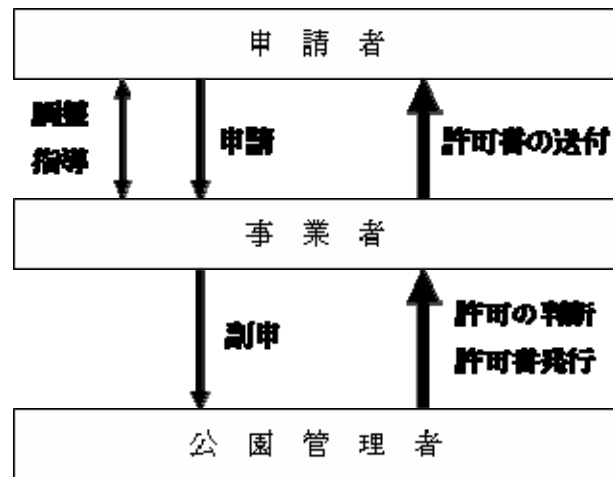 申請者
調整
指導
申請
許可書の送付
事業者
副申
許可の判断
許可書発行
公園管理者